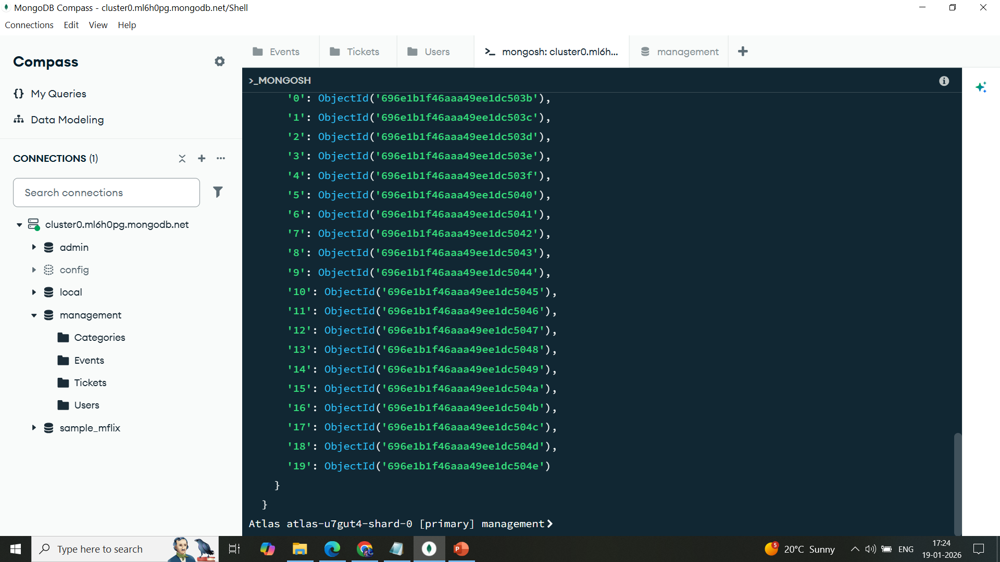 MongoDB Compass - cluster0.ml6h0pg.mongodb.net/Shell
Connections Edit View Help
Compass
My Queries
Data Modeling
CONNECTIONS (1)
Search connections
cluster0.ml6h0pg.mongodb.net
admin
config
local
management
Categories
Events
Tickets
Users
sample_mflix
Events Tickets Users >_ mongosh: cluster0.ml6h... management
>_MONGOSH
'0': ObjectId('696e1b1f46aaa49ee1dc503b'),
'1': ObjectId('696e1b1f46aaa49ee1dc503c'),
'2': ObjectId('696e1b1f46aaa49ee1dc503d'),
'3': ObjectId('696e1b1f46aaa49ee1dc503e'),
'4': ObjectId('696e1b1f46aaa49ee1dc503f'),
'5': ObjectId('696e1b1f46aaa49ee1dc5040'),
'6': ObjectId('696e1b1f46aaa49ee1dc5041'),
'7': ObjectId('696e1b1f46aaa49ee1dc5042'),
'8': ObjectId('696e1b1f46aaa49ee1dc5043'),
'9': ObjectId('696e1b1f46aaa49ee1dc5044'),
'10': ObjectId('696e1b1f46aaa49ee1dc5045'),
'11': ObjectId('696e1b1f46aaa49ee1dc5046'),
'12': ObjectId('696e1b1f46aaa49ee1dc5047'),
'13': ObjectId('696e1b1f46aaa49ee1dc5048'),
'14': ObjectId('696e1b1f46aaa49ee1dc5049'),
'15': ObjectId('696e1b1f46aaa49ee1dc504a'),
'16': ObjectId('696e1b1f46aaa49ee1dc504b'),
'17': ObjectId('696e1b1f46aaa49ee1dc504c'),
'18': ObjectId('696e1b1f46aaa49ee1dc504d'),
'19': ObjectId('696e1b1f46aaa49ee1dc504e')
}
}
Atlas atlas-u7gut4-shard-0 [primary] management>
Type here to search
5
20°C Sunny
ENG
17:24
19-01-2026